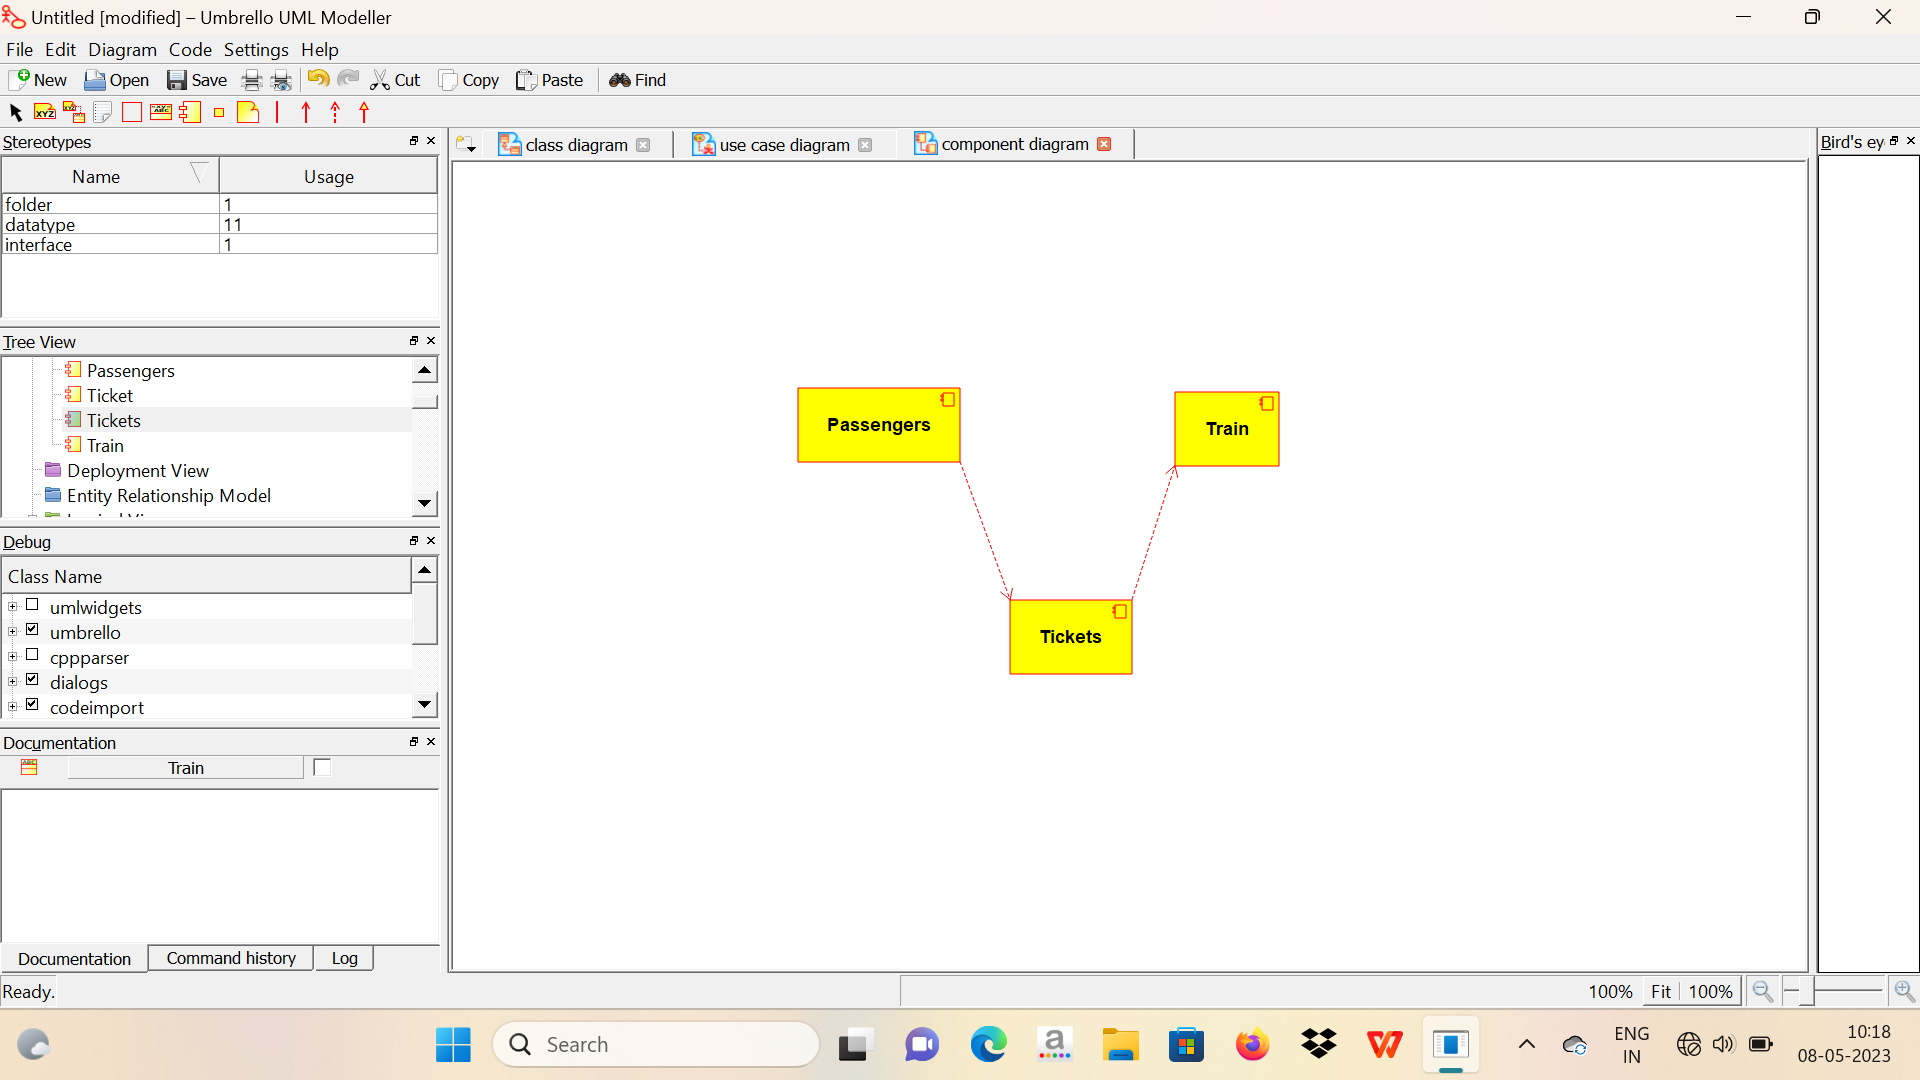 Untitled [modified] – Umbrello UML Modeller
File Edit Diagram Code Settings Help
New Open Save Cut Copy Paste Find
XYZ
Stereotypes
Name Usage
folder 1
datatype 11
interface 1
Tree View
Passengers
Ticket
Tickets
Train
Deployment View
Entity Relationship Model
Debug
Class Name
umlwidgets
umbrello
cppparser
dialogs
codeimport
Documentation
Train
Documentation Command history Log
class diagram use case diagram component diagram
Passengers
Train
Tickets
Bird's ey
Ready.
100% Fit 100%
Search
ENG
IN
10:18
08-05-2023